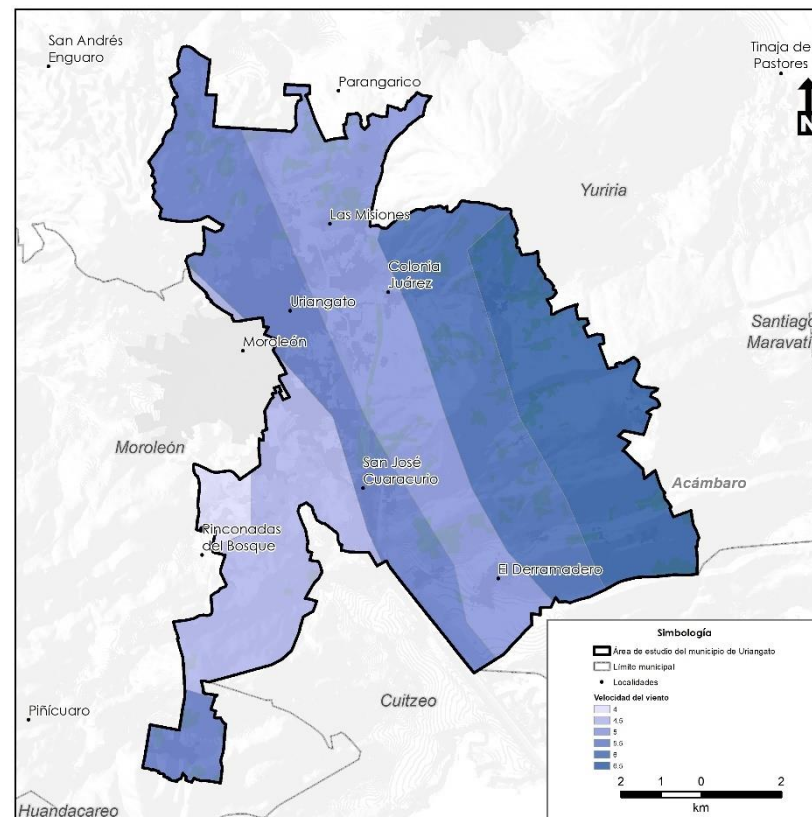 San Andrés
Enguaro
Tinaja de
Pastores
Parangarico
N
Yuriria
Las Misiones
Colonia
Juárez
Uriangato
Santiago
Maravatí
Moroleón
Moroleón
San José
Cuaracurio
Acámbaro
Rinconadas
del Bosque
El Derramadero
Piñícuaro
Cuitzeo
Huandacareo
Simbología
Área de estudio del municipio de Uriangato
Límite municipal
Localidades
Velocidad del viento
4
4.5
5
5.5
6
6.5
2 1 0 2
km